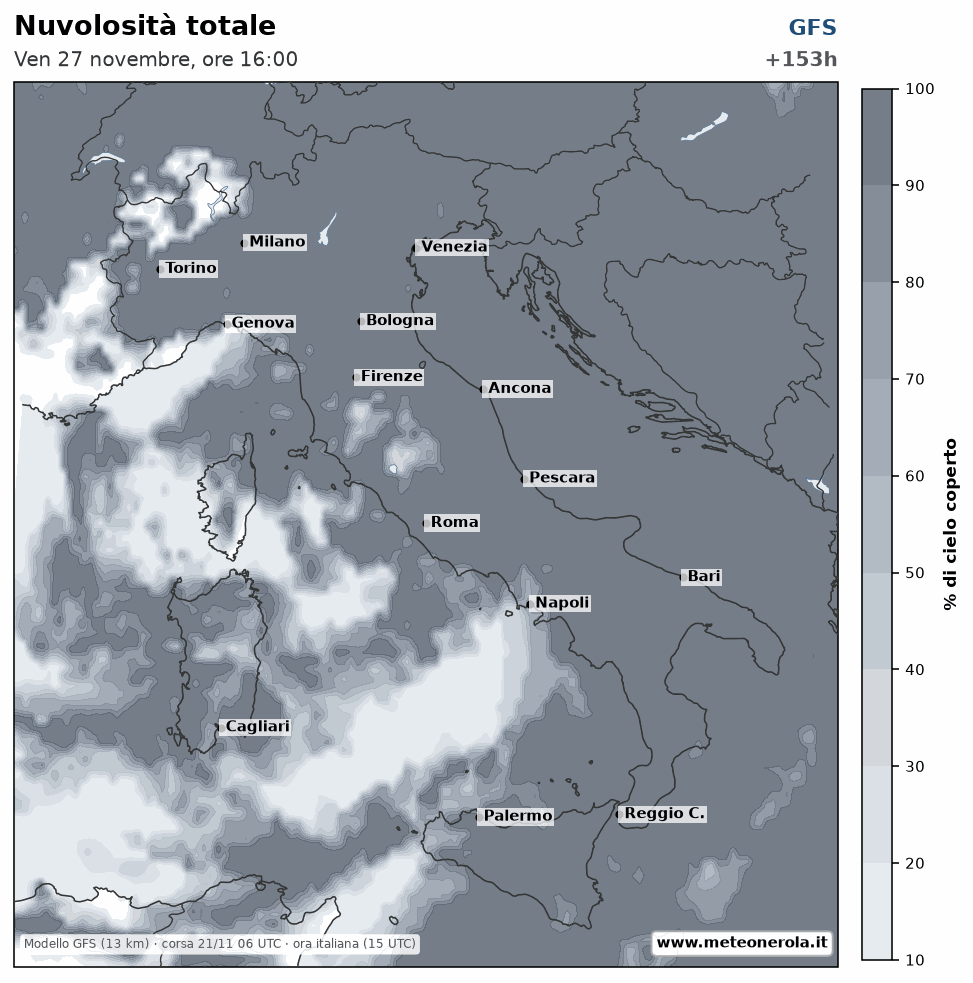 Nuvolosità totale
GFS
Ven 27 novembre, ore 16:00
+153h
100
90
80
70
60
50
40
30
20
10
% di cielo coperto
Milano
Venezia
Torino
Genova
Bologna
Firenze
Ancona
Pescara
Roma
Bari
Napoli
Cagliari
Palermo
Reggio C.
Modello GFS (13 km) · corsa 21/11 06 UTC · ora italiana (15 UTC)
www.meteonerola.it